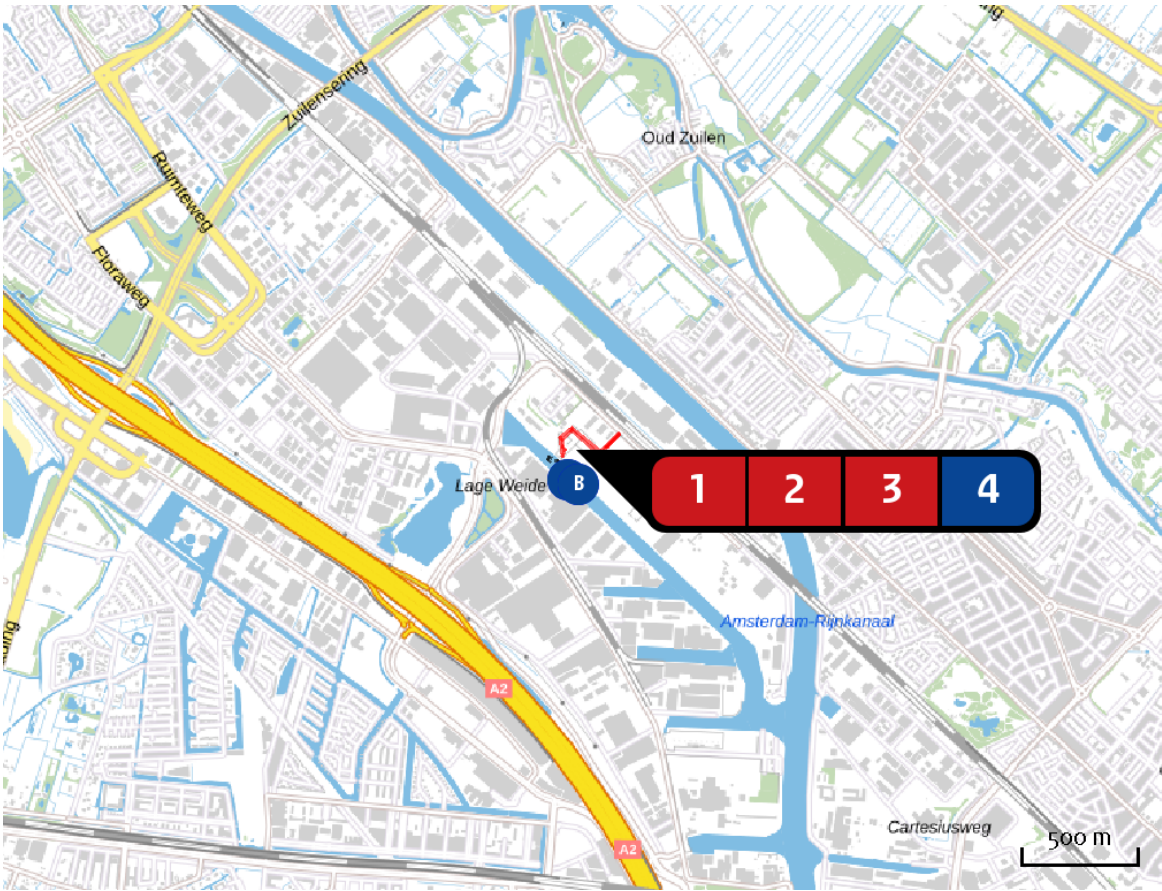 Zuilensering
Oud Zuilen
Ruimteweg
Floraweg
1 2 3 4
Lage Weide
B
Amsterdam-Rijnkanaal
A2
Cartesiusweg
500 m
A2